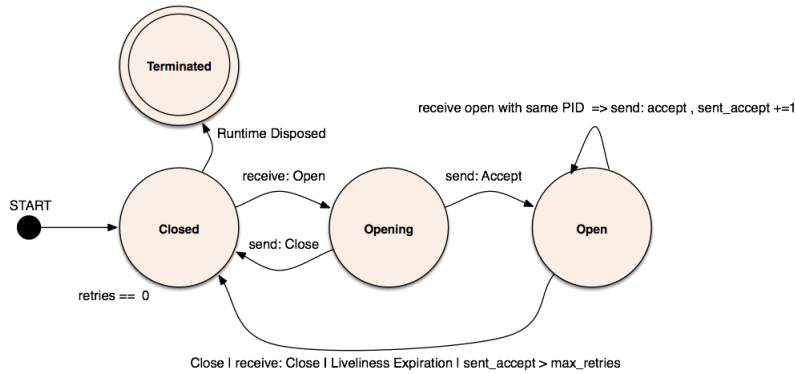 Terminated
receive open with same PID => send: accept , sent_accept +=1
Runtime Disposed
receive: Open
send: Accept
START
Closed
Opening
Open
send: Close
retries == 0
Close | receive: Close | Liveliness Expiration | sent_accept > max_retries